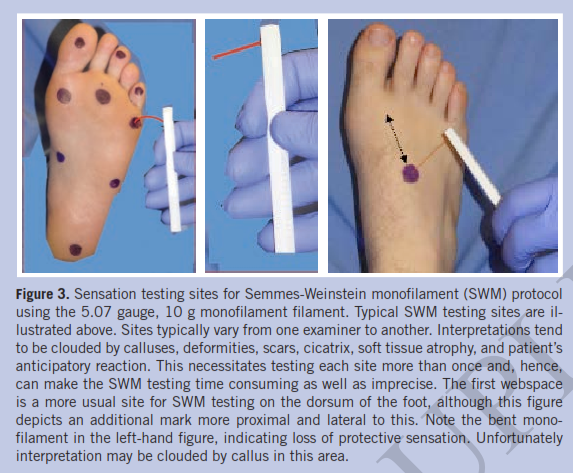 Figure 3. Sensation testing sites for Semmes-Weinstein monofilament (SWM) protocol
using the 5.07 gauge, 10 g monofilament filament. Typical SWM testing sites are il-
lustrated above. Sites typically vary from one examiner to another. Interpretations tend
to be clouded by calluses, deformities, scars, cicatrix, soft tissue atrophy, and patient's
anticipatory reaction. This necessitates testing each site more than once and, hence,
can make the SWM testing time consuming as well as imprecise. The first webspace
is a more usual site for SWM testing on the dorsum of the foot, although this figure
depicts an additional mark more proximal and lateral to this. Note the bent mono-
filament in the left-hand figure, indicating loss of protective sensation. Unfortunately
interpretation may be clouded by callus in this area.